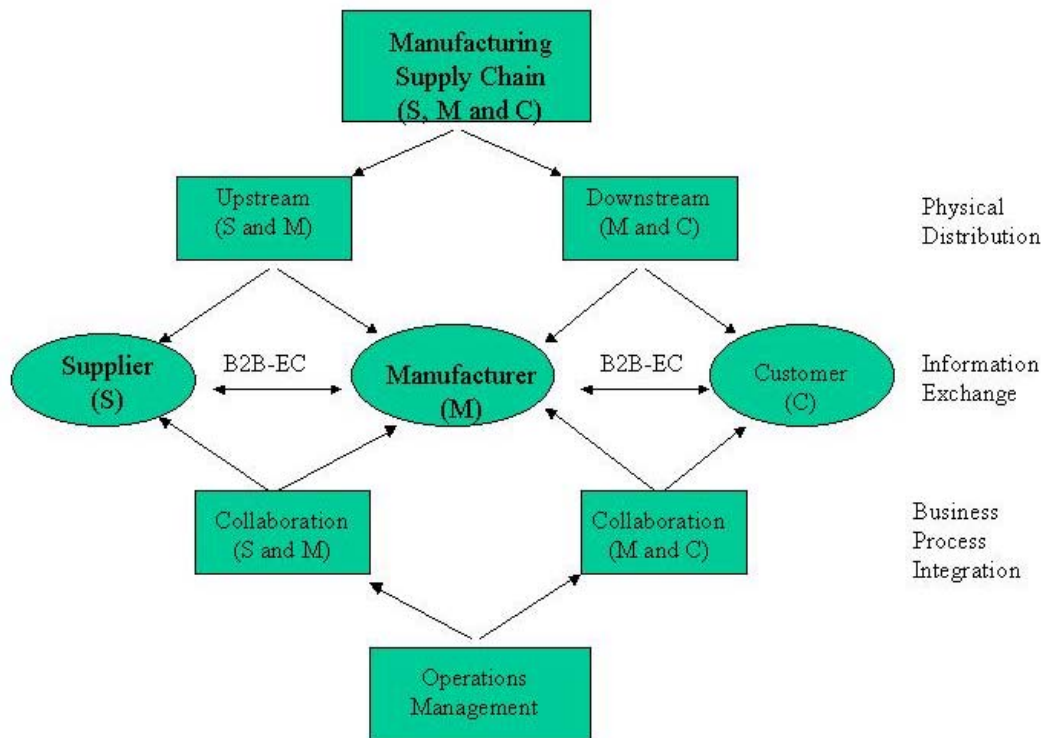 Manufacturing
Supply Chain
(S, M and C)
Upstream
(S and M)
Downstream
(M and C)
Physical
Distribution
Supplier
(S)
B2B-EC
Manufacturer
(M)
B2B-EC
Customer
(C)
Information
Exchange
Collaboration
(S and M)
Collaboration
(M and C)
Business
Process
Integration
Operations
Management